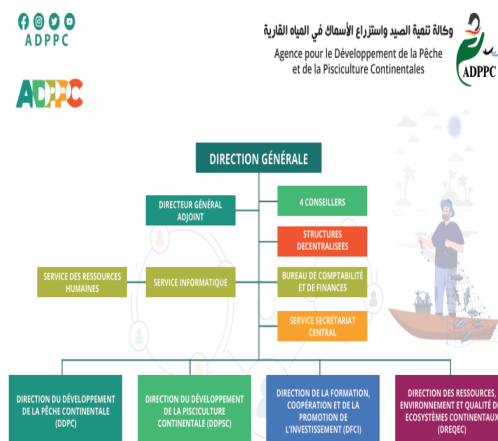 ADPPC
وكالة تنمية الصيد واستزراع الأسماك في المياه القارية
Agence pour le Développement de la Pêche
et de la Pisciculture Continentales
ADPPC
ADPPC
DIRECTION GÉNÉRALE
DIRECTEUR GÉNÉRAL
ADJOINT
4 CONSEILLERS
STRUCTURES
DECENTRALISEES
SERVICE DES RESSOURCES
HUMAINES
SERVICE INFORMATIQUE
BUREAU DE COMPTABILITÉ
ET DE FINANCES
SERVICE SECRÉTARIAT
CENTRAL
DIRECTION DU DÉVELOPPEMENT
DE LA PÊCHE CONTINENTALE
(DDPC)
DIRECTION DU DÉVELOPPEMENT
DE LA PISCICULTURE
CONTINENTALE (DDPSC)
DIRECTION DE LA FORMATION,
COOPÉRATION ET DE LA
PROMOTION DE
L'INVESTISSEMENT (DFCI)
DIRECTION DES RESSOURCES,
ENVIRONNEMENT ET QUALITÉ
ECOSYSTÈMES CONTINENTAUX
(DREQEC)